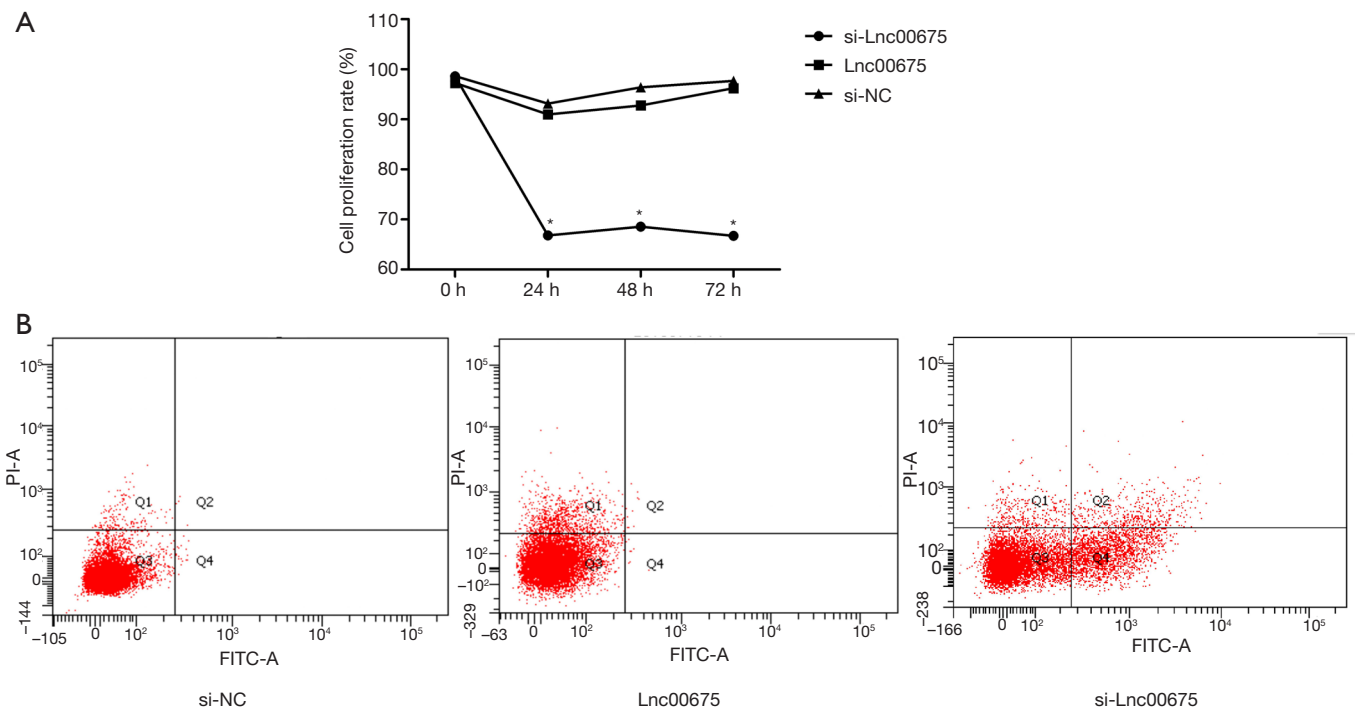 A
110
100
90
80
70
60
Cell proliferation rate (%)
0 h
24 h
48 h
72 h
*
*
*
si-Lnc00675
Lnc00675
si-NC
B
PI-A
10⁵
10⁴
10³
10²
0
−144
Q1
Q2
Q3
Q4
−105
0
10²
10³
10⁴
10⁵
FITC-A
si-NC
PI-A
10⁵
10⁴
10³
10²
0
−10²
−329
Q1
Q2
Q3
Q4
−63
0
10²
10³
10⁴
10⁵
FITC-A
Lnc00675
PI-A
10⁵
10⁴
10³
10²
0
−238
Q1
Q2
Q3
Q4
−166
0
10²
10³
10⁴
10⁵
FITC-A
si-Lnc00675